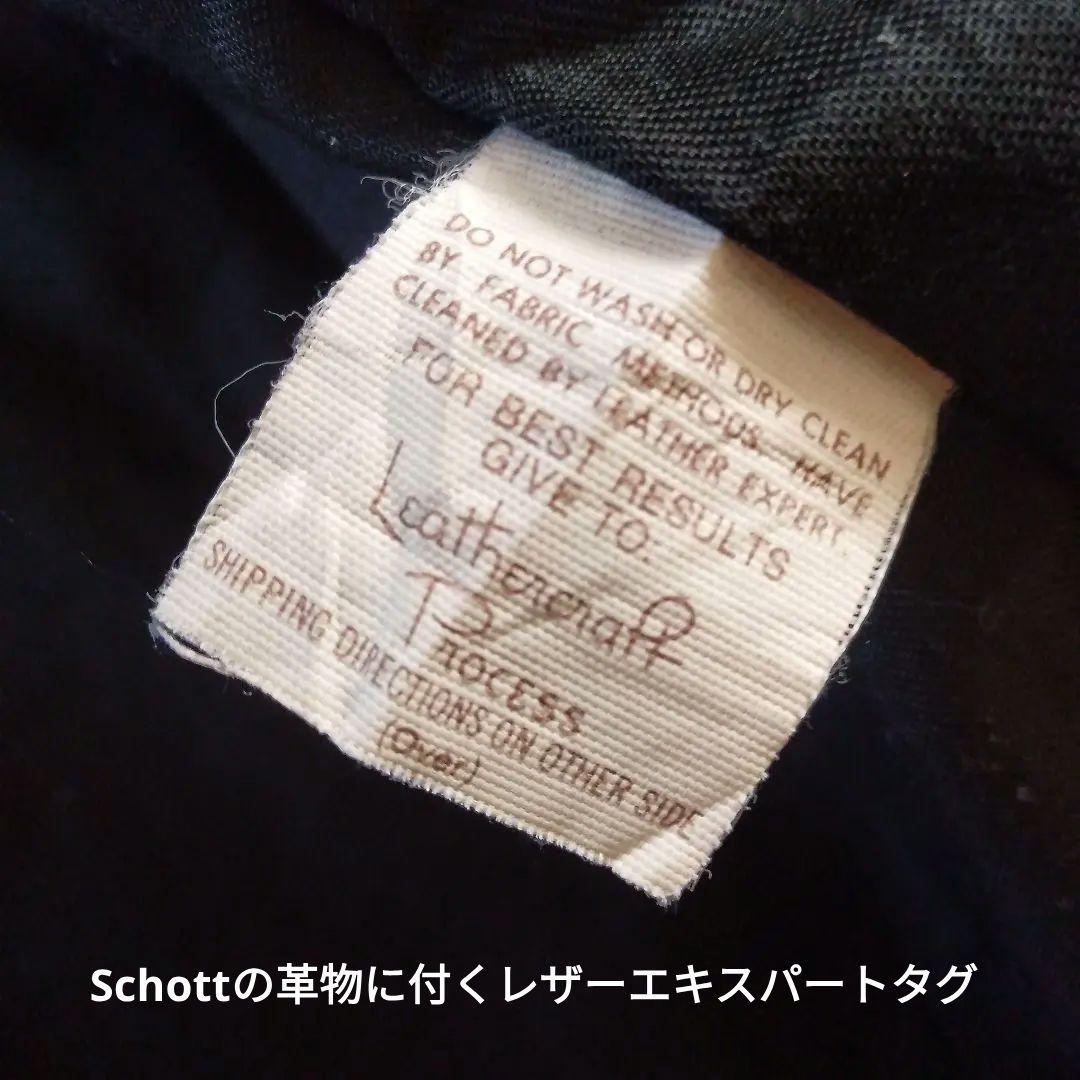 DO NOT WASH OR DRY CLEAN
BY FABRIC METHODS. HAVE
CLEANED BY LEATHER EXPERT.
FOR BEST RESULTS
GIVE TO.
Leathercraft
PROCESS
SHIPPING DIRECTIONS ON OTHER SIDE
(Over)
Schottの革物に付くレザーエキスパートタグ